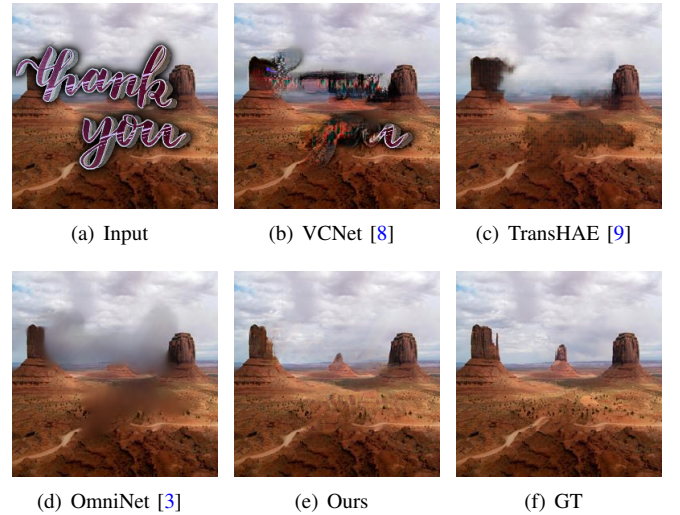 thank
you
n
(a) Input
(b) VCNet [8]
(c) TransHAE [9]
(d) OmniNet [3]
(e) Ours
(f) GT